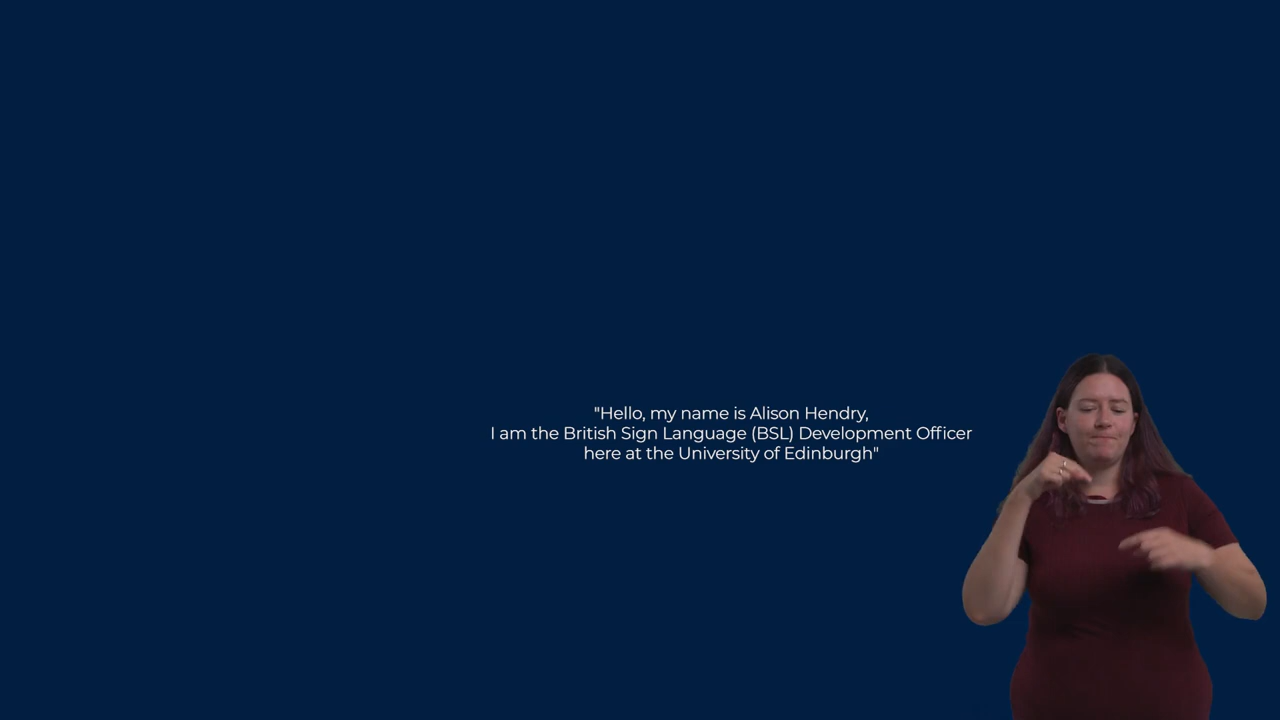 "Hello, my name is Alison Hendry,
I am the British Sign Language (BSL) Development Officer
here at the University of Edinburgh"